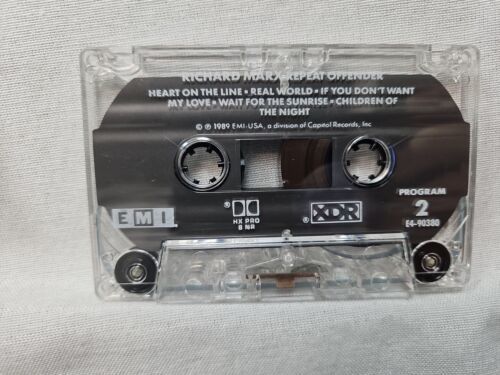 RICHARD MARX•REPEAT OFFENDER
HEART ON THE LINE • REAL WORLD • IF YOU DON'T WANT
MY LOVE • WAIT FOR THE SUNRISE • CHILDREN OF
THE NIGHT
© ℗ 1989 EMI-USA, a division of Capitol Records, Inc
PROGRAM
2
E4-90380
EMI
®
HX PRO
B NR
XDR
®